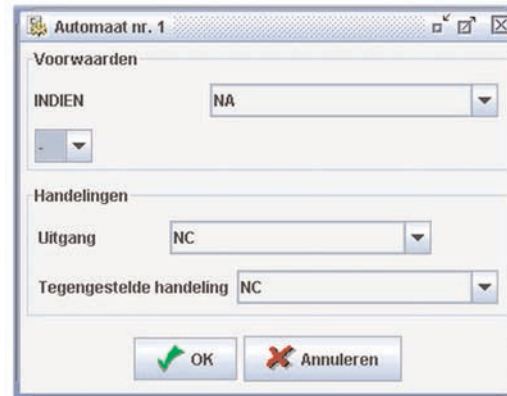 Automaat nr. 1
Voorwaarden
INDIEN NA
-
Handelingen
Uitgang NC
Tegengestelde handeling NC
OK Annuleren